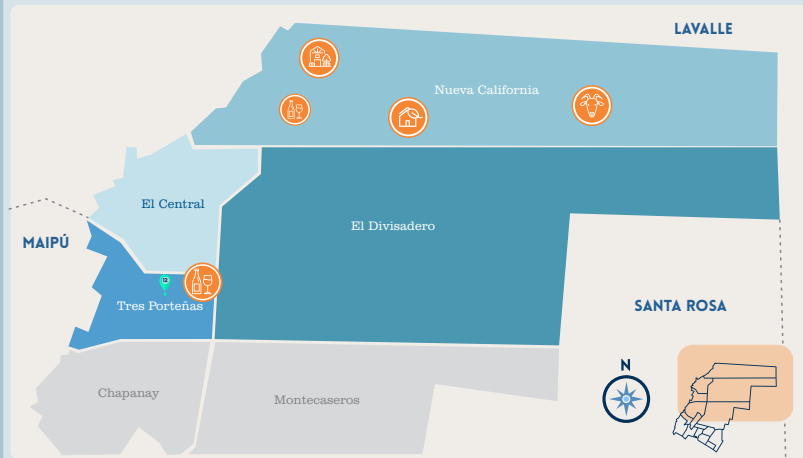 LAVALLE
Nueva California
El Central
El Divisadero
MAIPÚ
Tres Porteñas
SANTA ROSA
N
Chapanay
Montecaseros